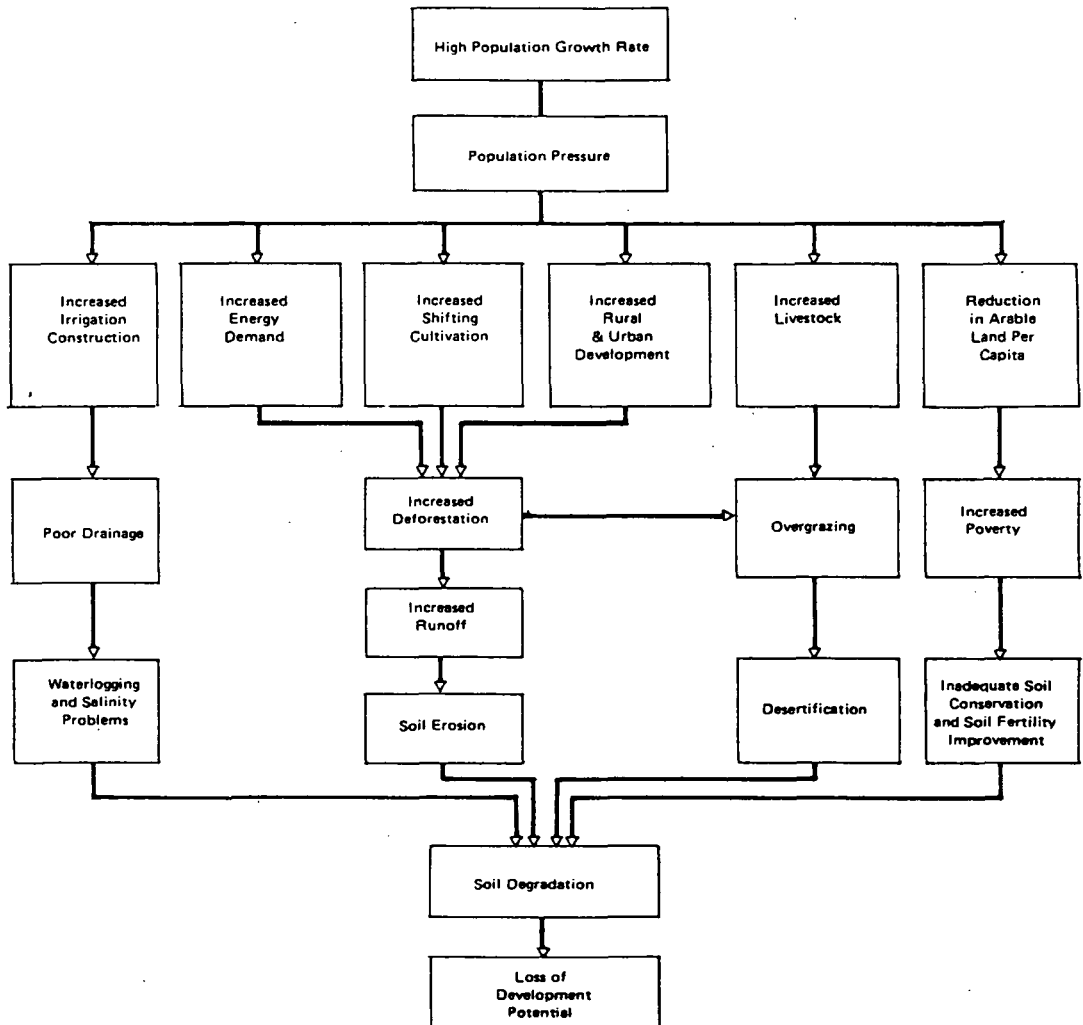 High Population Growth Rate
Population Pressure
Increased
Irrigation
Construction
Increased
Energy
Demand
Increased
Shifting
Cultivation
Increased
Rural
& Urban
Development
Increased
Livestock
Reduction
in Arable
Land Per
Capita
Poor Drainage
Increased
Deforestation
Overgrazing
Increased
Poverty
Increased
Runoff
Waterlogging
and Salinity
Problems
Soil Erosion
Desertification
Inadequate Soil
Conservation
and Soil Fertility
Improvement
Soil Degradation
Loss of
Development
Potential